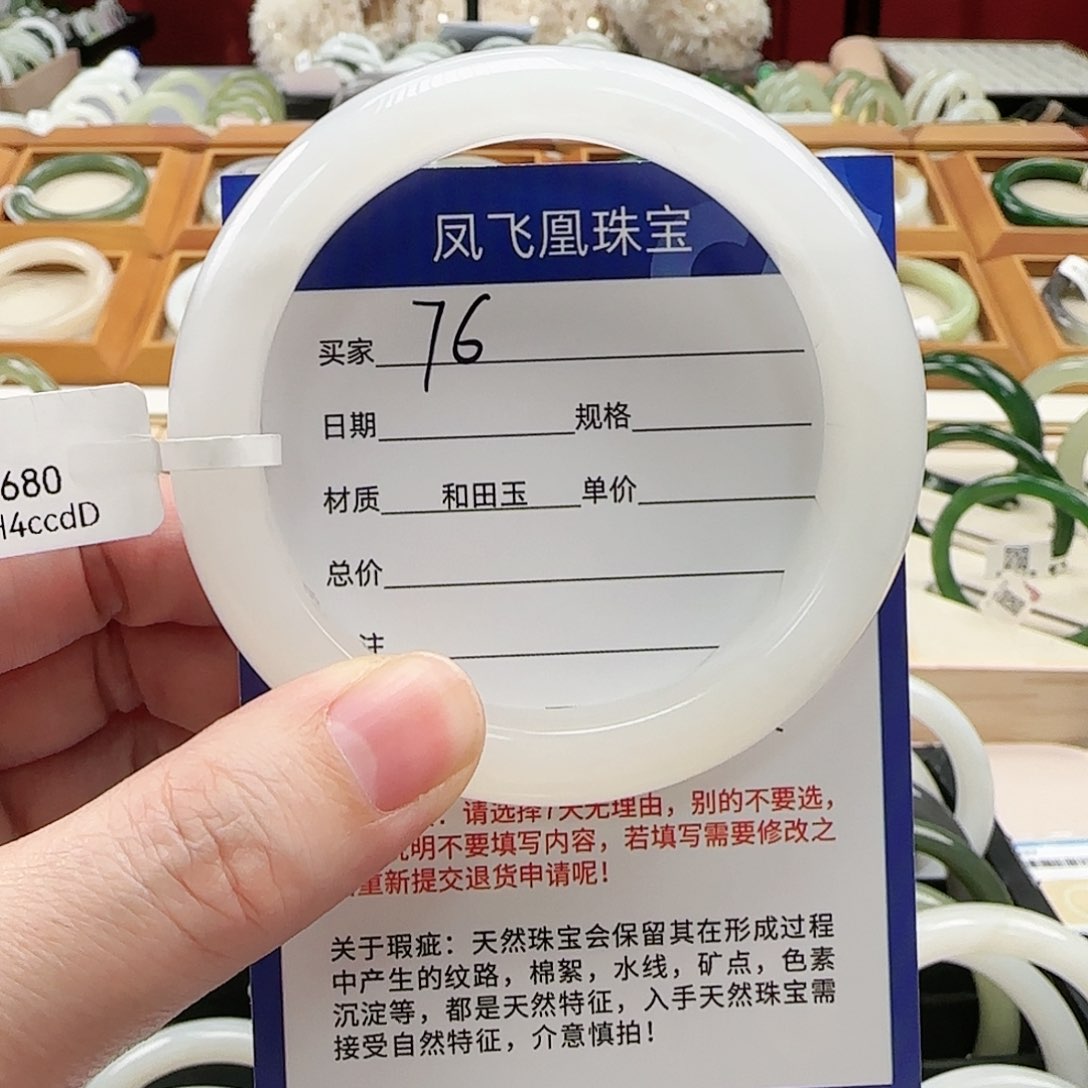 凤飞凰珠宝
买家 76
日期 规格
材质 和田玉 单价
总价
注
680
H4ccdD
：请选择7天无理由，别的不要选，
说明不要填写内容，若填写需要修改之
重新提交退货申请呢！
关于瑕疵：天然珠宝会保留其在形成过程
中产生的纹路，棉絮，水线，矿点，色素
沉淀等，都是天然特征，入手天然珠宝需
接受自然特征，介意慎拍！